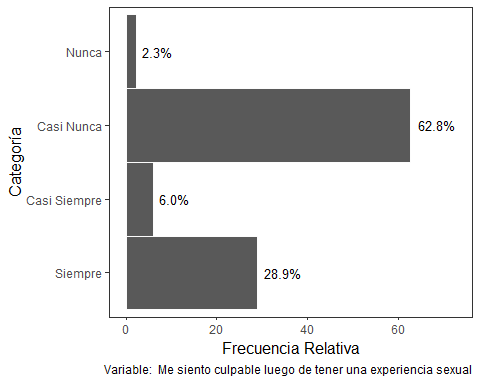 Nunca
2.3%
Casi Nunca
62.8%
Casi Siempre
6.0%
Siempre
28.9%
Categoría
0 20 40 60
Frecuencia Relativa
Variable: Me siento culpable luego de tener una experiencia sexual